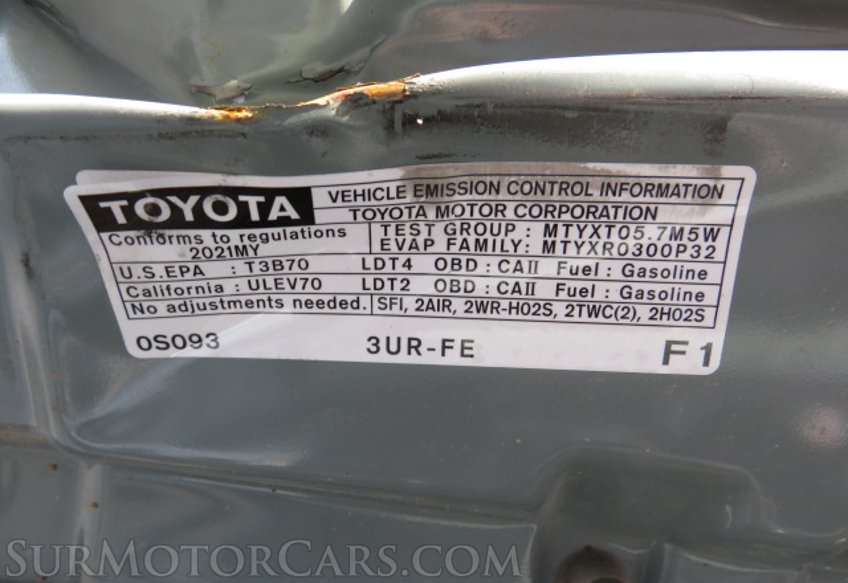 TOYOTA
VEHICLE EMISSION CONTROL INFORMATION
TOYOTA MOTOR CORPORATION
Conforms to regulations
2021MY
TEST GROUP : MTYXT05.7M5W
EVAP FAMILY: MTYXR0300P32
U.S.EPA : T3B70 LDT4 OBD : CAII Fuel : Gasoline
California : ULEV70 LDT2 OBD : CAII Fuel : Gasoline
No adjustments needed. SFI, 2AIR, 2WR-HO2S, 2TWC(2), 2HO2S
0S093 3UR-FE F1
SURMOTORCARS.COM